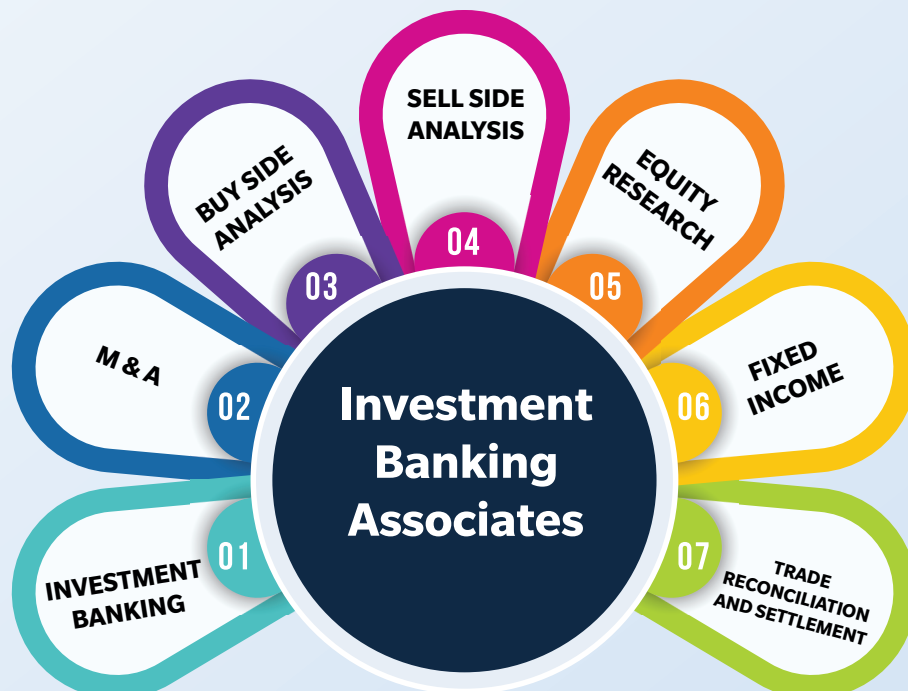 Investment
Banking
Associates
01
INVESTMENT
BANKING
02
M & A
03
BUY SIDE
ANALYSIS
04
SELL SIDE
ANALYSIS
05
EQUITY
RESEARCH
06
FIXED
INCOME
07
TRADE
RECONCILIATION
AND SETTLEMENT